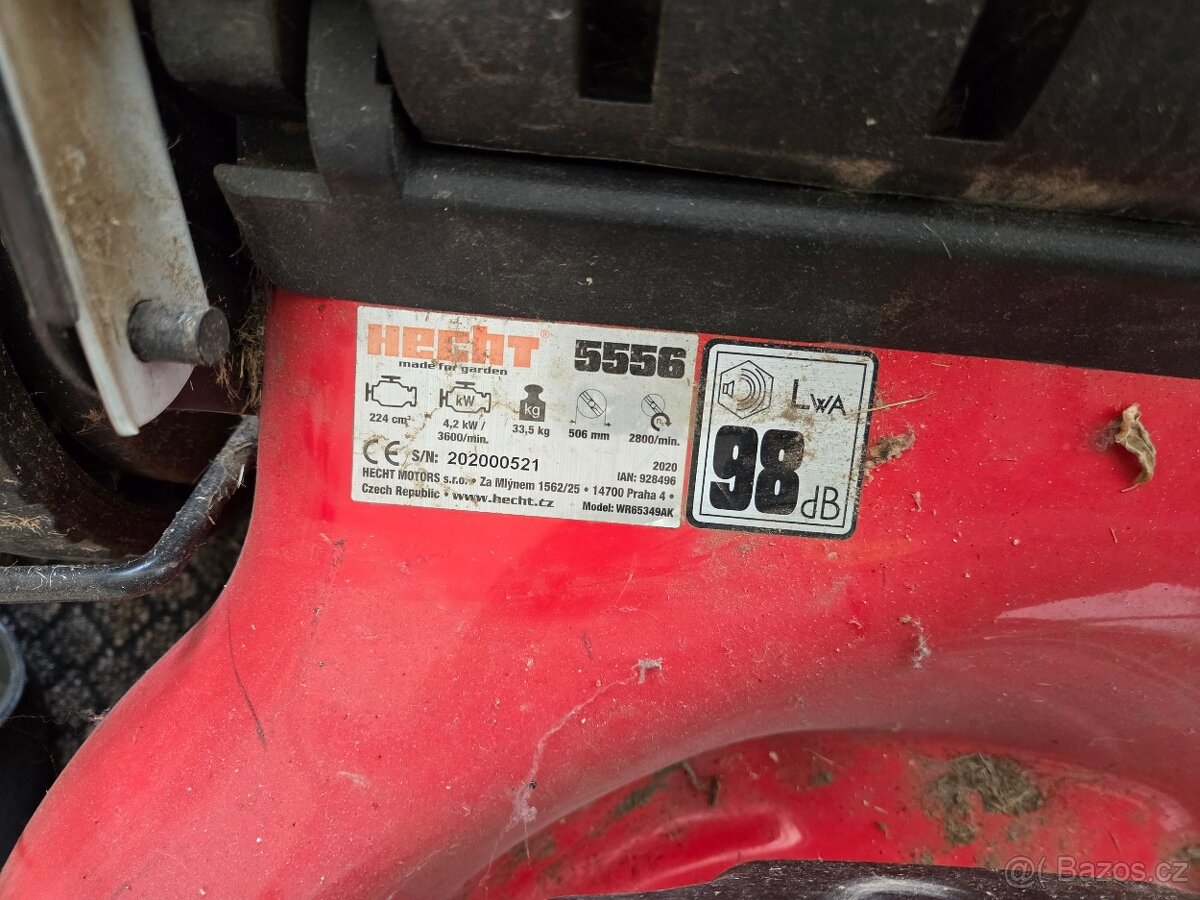 HECHT® 5556
made for garden
kW kg
224 cm³ 4,2 kW / 3600/min. 33,5 kg 506 mm 2800/min.
CE S/N: 202000521 2020
IAN: 928496
HECHT MOTORS s.r.o. • Za Mlýnem 1562/25 • 14700 Praha 4 •
Czech Republic • www.hecht.cz Model: WR65349AK
LWA
98 dB
@( Bazos.cz